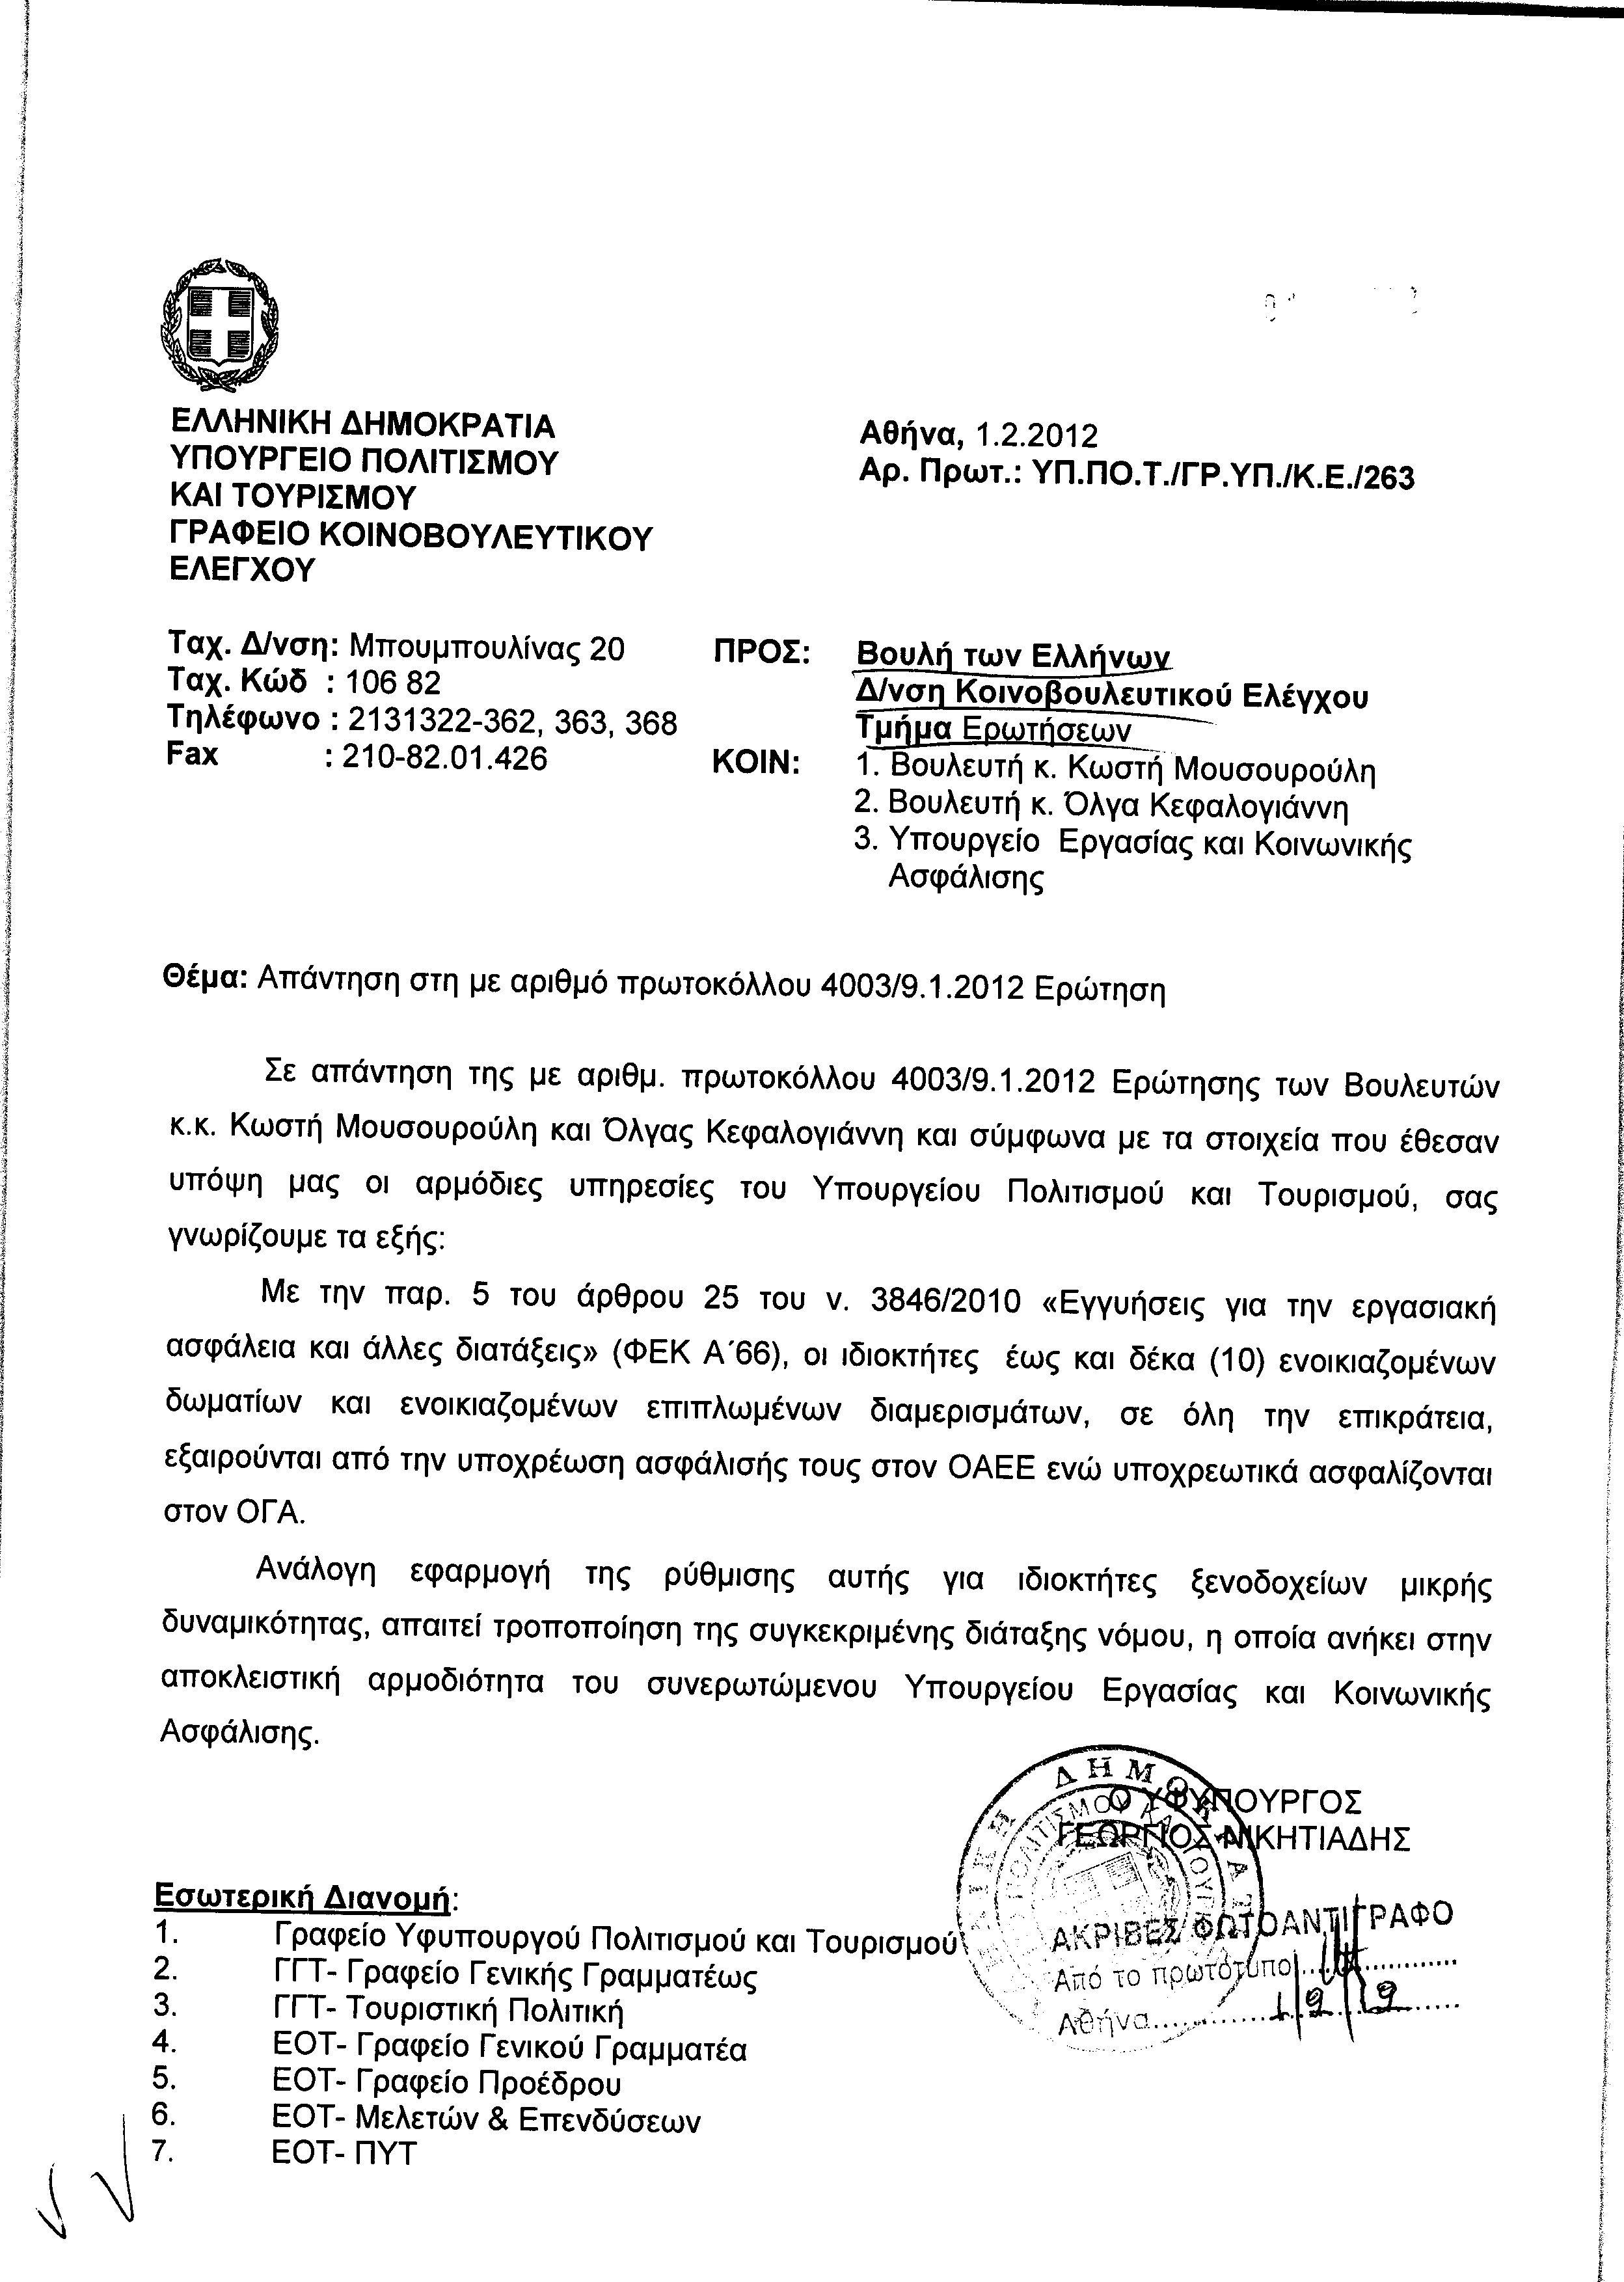 ΕΛΛΗΝΙΚΗ ΔΗΜΟΚΡΑΤΙΑ
ΥΠΟΥΡΓΕΙΟ ΠΟΛΙΤΙΣΜΟΥ
ΚΑΙ ΤΟΥΡΙΣΜΟΥ
ΓΡΑΦΕΙΟ ΚΟΙΝΟΒΟΥΛΕΥΤΙΚΟΥ
ΕΛΕΓΧΟΥ
Αθήνα, 1.2.2012
Αρ. Πρωτ.: ΥΠ.ΠΟ.Τ./ΓΡ.ΥΠ./Κ.Ε./263
Ταχ. Δ/νση: Μπουμπουλίνας 20
Ταχ. Κώδ : 106 82
Τηλέφωνο : 2131322-362, 363, 368
Fax : 210-82.01.426
ΠΡΟΣ: Βουλή των Ελλήνων
Δ/νση Κοινοβουλευτικού Ελέγχου
Τμήμα Ερωτήσεων
ΚΟΙΝ: 1. Βουλευτή κ. Κωστή Μουσουρούλη
2. Βουλευτή κ. Όλγα Κεφαλογιάννη
3. Υπουργείο Εργασίας και Κοινωνικής
Ασφάλισης
Θέμα: Απάντηση στη με αριθμό πρωτοκόλλου 4003/9.1.2012 Ερώτηση
Σε απάντηση της με αριθμ. πρωτοκόλλου 4003/9.1.2012 Ερώτησης των Βουλευτών
κ.κ. Κωστή Μουσουρούλη και Όλγας Κεφαλογιάννη και σύμφωνα με τα στοιχεία που έθεσαν
υπόψη μας οι αρμόδιες υπηρεσίες του Υπουργείου Πολιτισμού και Τουρισμού, σας
γνωρίζουμε τα εξής:
Με την παρ. 5 του άρθρου 25 του ν. 3846/2010 «Εγγυήσεις για την εργασιακή
ασφάλεια και άλλες διατάξεις» (ΦΕΚ Α΄66), οι ιδιοκτήτες έως και δέκα (10) ενοικιαζομένων
δωματίων και ενοικιαζομένων επιπλωμένων διαμερισμάτων, σε όλη την επικράτεια,
εξαιρούνται από την υποχρέωση ασφάλισής τους στον ΟΑΕΕ ενώ υποχρεωτικά ασφαλίζονται
στον ΟΓΑ.
Ανάλογη εφαρμογή της ρύθμισης αυτής για ιδιοκτήτες ξενοδοχείων μικρής
δυναμικότητας, απαιτεί τροποποίηση της συγκεκριμένης διάταξης νόμου, η οποία ανήκει στην
αποκλειστική αρμοδιότητα του συνερωτώμενου Υπουργείου Εργασίας και Κοινωνικής
Ασφάλισης.
Ο ΥΦΥΠΟΥΡΓΟΣ
ΓΕΩΡΓΙΟΣ ΝΙΚΗΤΙΑΔΗΣ
ΑΚΡΙΒΕΣ ΦΩΤΟΑΝΤΙΓΡΑΦΟ
Από το πρωτότυπο
Αθήνα
Εσωτερική Διανομή:
1. Γραφείο Υφυπουργού Πολιτισμού και Τουρισμού
2. ΓΓΤ- Γραφείο Γενικής Γραμματέως
3. ΓΓΤ- Τουριστική Πολιτική
4. ΕΟΤ- Γραφείο Γενικού Γραμματέα
5. ΕΟΤ- Γραφείο Προέδρου
6. ΕΟΤ- Μελετών & Επενδύσεων
7. ΕΟΤ- ΠΥΤ